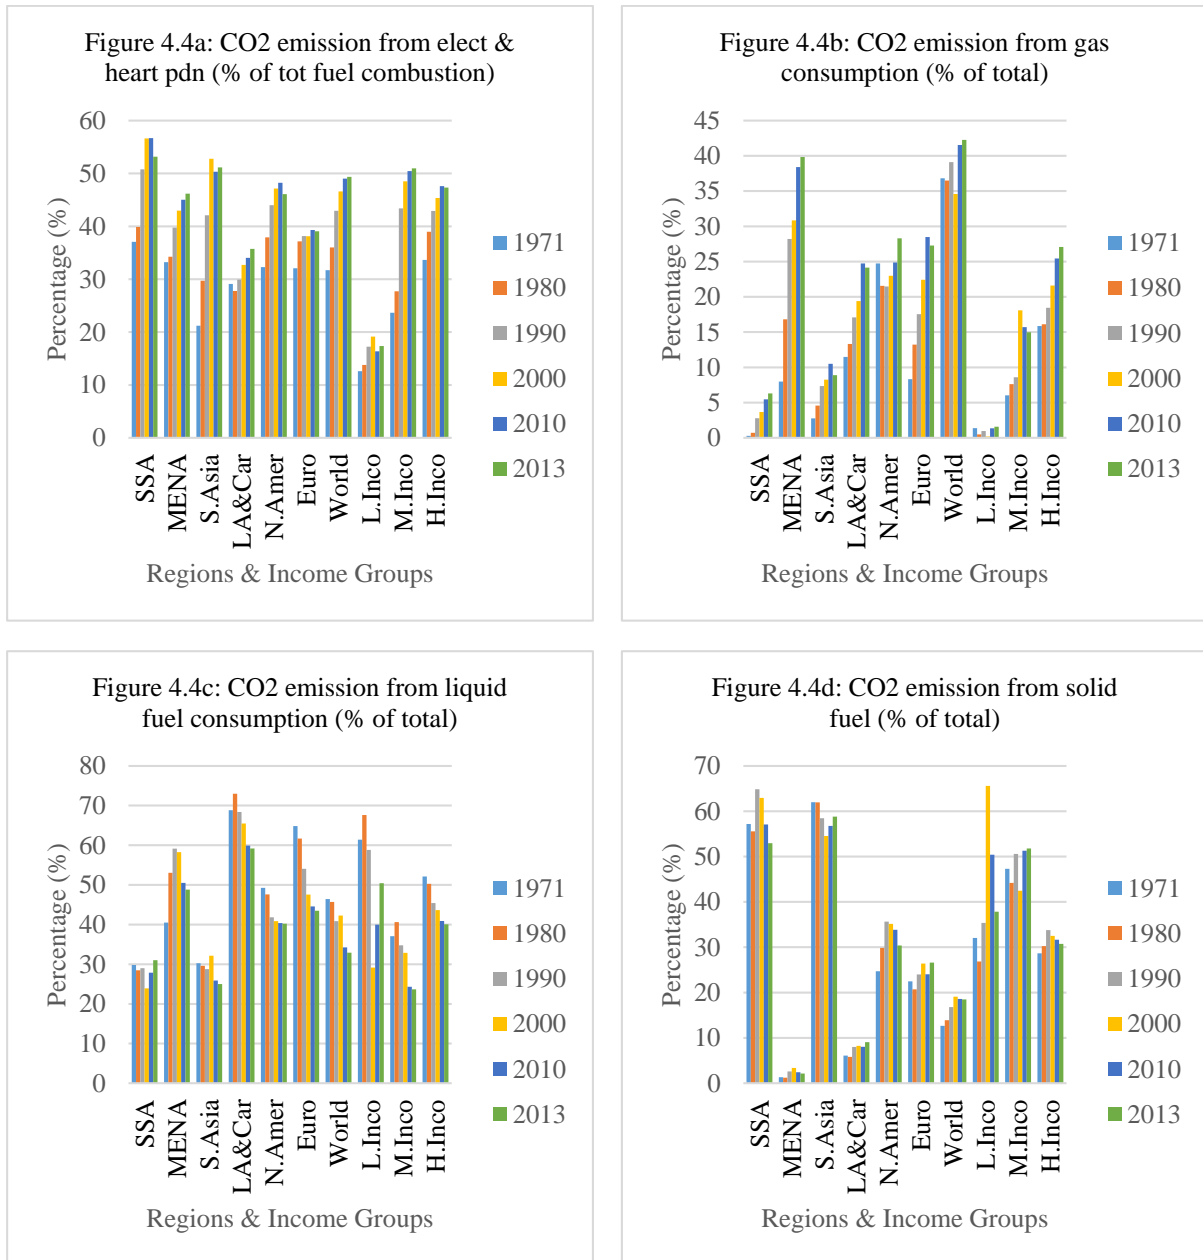 Figure 4.4a: CO2 emission from elect &
heart pdn (% of tot fuel combustion)
60
50
40
30
20
10
0
Percentage (%)
SSA
MENA
S.Asia
LA&Car
N.Amer
Euro
World
L.Inco
M.Inco
H.Inco
Regions & Income Groups
1971
1980
1990
2000
2010
2013
Figure 4.4b: CO2 emission from gas
consumption (% of total)
45
40
35
30
25
20
15
10
5
0
Percentage (%)
SSA
MENA
S.Asia
LA&Car
N.Amer
Euro
World
L.Inco
M.Inco
H.Inco
Regions & Income Groups
1971
1980
1990
2000
2010
2013
Figure 4.4c: CO2 emission from liquid
fuel consumption (% of total)
80
70
60
50
40
30
20
10
0
Percentage (%)
SSA
MENA
S.Asia
LA&Car
N.Amer
Euro
World
L.Inco
M.Inco
H.Inco
Regions & Income Groups
1971
1980
1990
2000
2010
2013
Figure 4.4d: CO2 emission from solid
fuel (% of total)
70
60
50
40
30
20
10
0
Percentage (%)
SSA
MENA
S.Asia
LA&Car
N.Amer
Euro
World
L.Inco
M.Inco
H.Inco
Regions & Income Groups
1971
1980
1990
2000
2010
2013